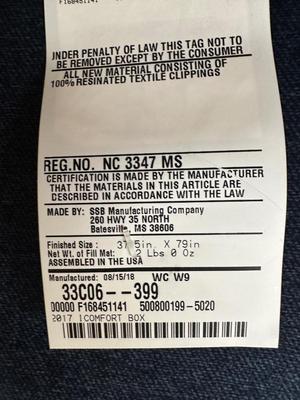 F168451141
UNDER PENALTY OF LAW THIS TAG NOT TO
BE REMOVED EXCEPT BY THE CONSUMER
ALL NEW MATERIAL CONSISTING OF
100% RESINATED TEXTILE CLIPPINGS
REG.NO. NC 3347 MS
CERTIFICATION IS MADE BY THE MANUFACTURER
THAT THE MATERIALS IN THIS ARTICLE ARE
DESCRIBED IN ACCORDANCE WITH THE LAW
MADE BY: SSB Manufacturing Company
260 HWY 35 NORTH
Batesville, MS 38606
Finished Size : 37.5in. X 79in
Net Wt. of Fill Mat: 2 Lbs 0 Oz
ASSEMBLED IN THE USA
Manufactured: 08/15/18 WC W9
33C06--399
00000 F168451141 500800199-5020
2017 ICOMFORT BOX